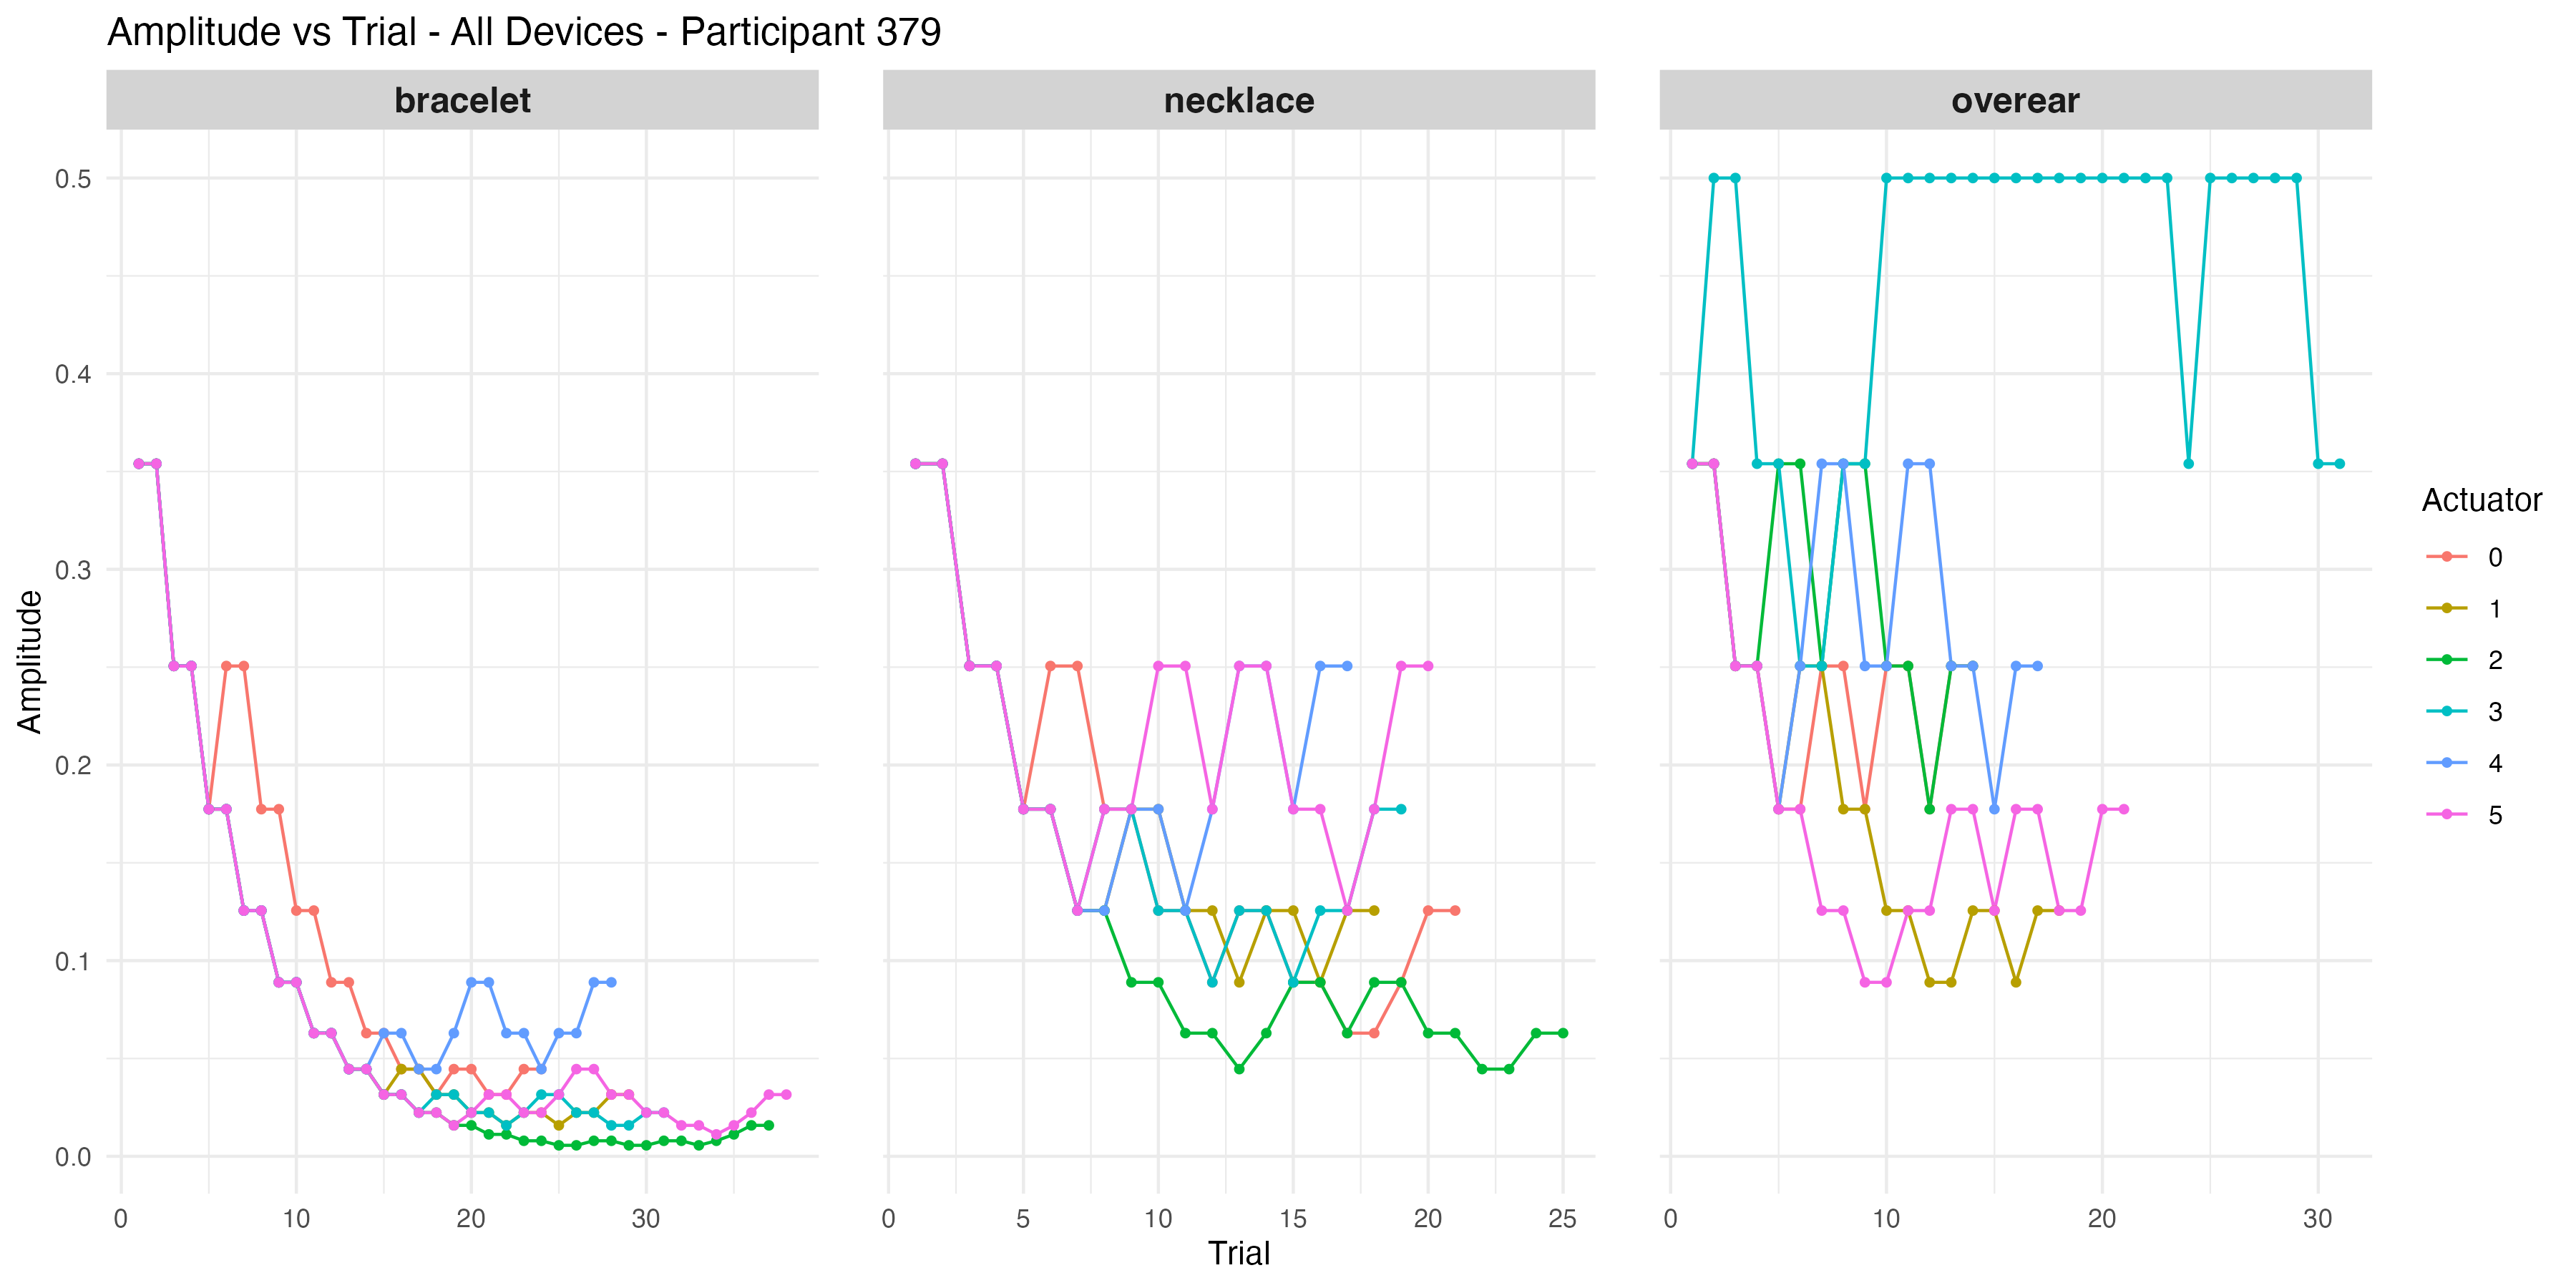 Amplitude vs Trial - All Devices - Participant 379
bracelet
necklace
overear
0.5
0.4
0.3
0.2
0.1
0.0
Amplitude
0 10 20 30
0 5 10 15 20 25
0 10 20 30
Trial
Actuator
0
1
2
3
4
5